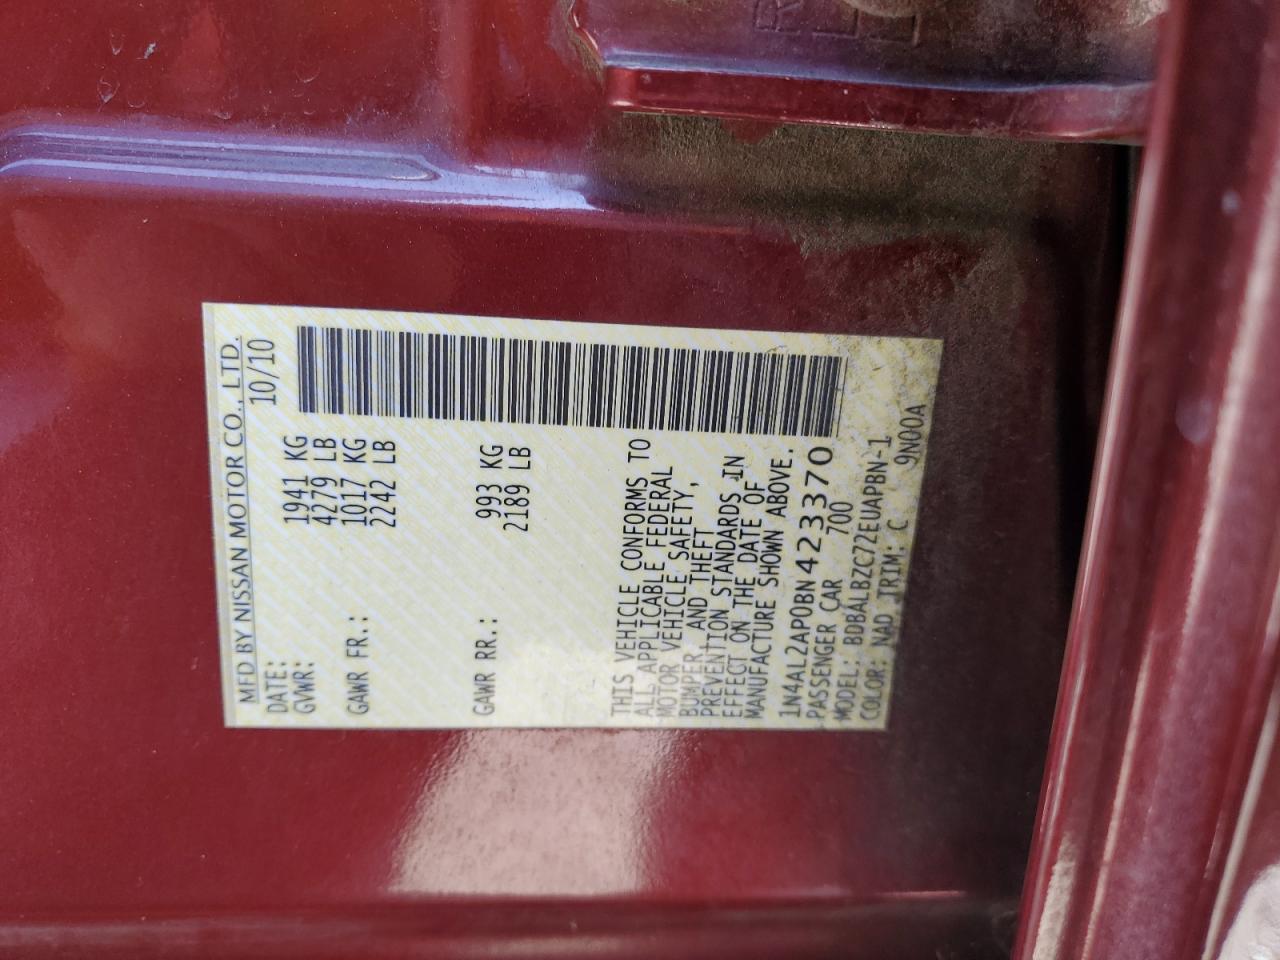 MFD BY NISSAN MOTOR CO., LTD.
DATE: 10/10
GVWR: 1941 KG
4279 LB
GAWR FR.: 1017 KG
2242 LB
GAWR RR.: 993 KG
2189 LB
THIS VEHICLE CONFORMS TO
ALL APPLICABLE FEDERAL
MOTOR VEHICLE SAFETY,
BUMPER, AND THEFT
PREVENTION STANDARDS IN
EFFECT ON THE DATE OF
MANUFACTURE SHOWN ABOVE.
1N4AL2AP0BN423370
PASSENGER CAR 700
MODEL: BDBALBZC72EUAPBN-1
COLOR: NAD TRIM: C 9N00A